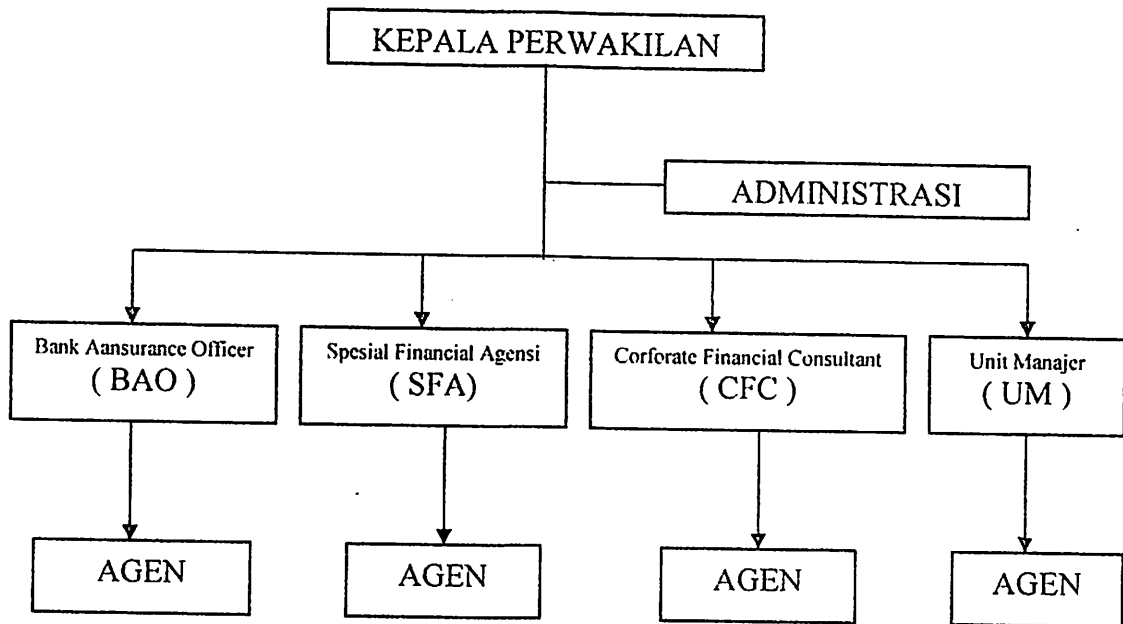 KEPALA PERWAKILAN
ADMINISTRASI
Bank Aansurance Officer
( BAO )
Spesial Financial Agensi
( SFA)
Corforate Financial Consultant
( CFC )
Unit Manajer
( UM )
AGEN
AGEN
AGEN
AGEN